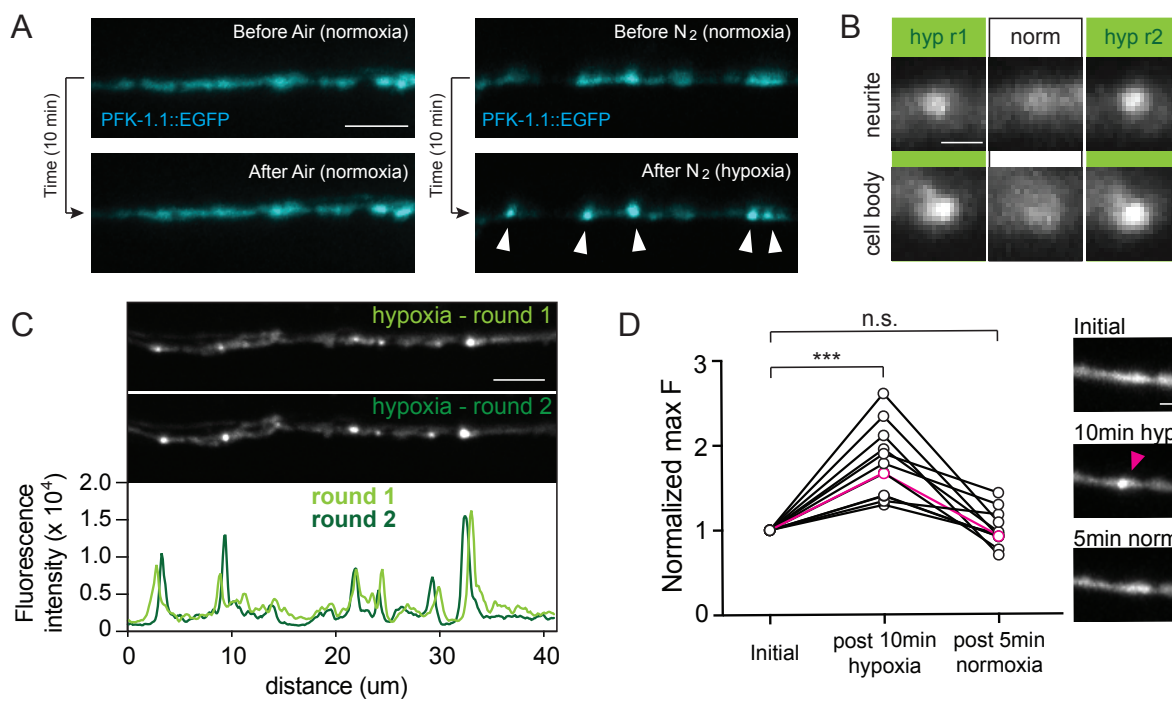 A
Before Air (normoxia)
PFK-1.1::EGFP
Time (10 min)
After Air (normoxia)
Before N2 (normoxia)
PFK-1.1::EGFP
Time (10 min)
After N2 (hypoxia)
B
hyp r1
norm
hyp r2
neurite
cell body
C
hypoxia - round 1
hypoxia - round 2
Fluorescence
intensity (x 10⁴)
2.0
1.5
1.0
0.5
0
round 1
round 2
0
10
20
30
40
distance (um)
D
n.s.
***
Normalized max F
3
2
1
0
Initial
post 10min
hypoxia
post 5min
normoxia
Initial
10min hyp
5min norm